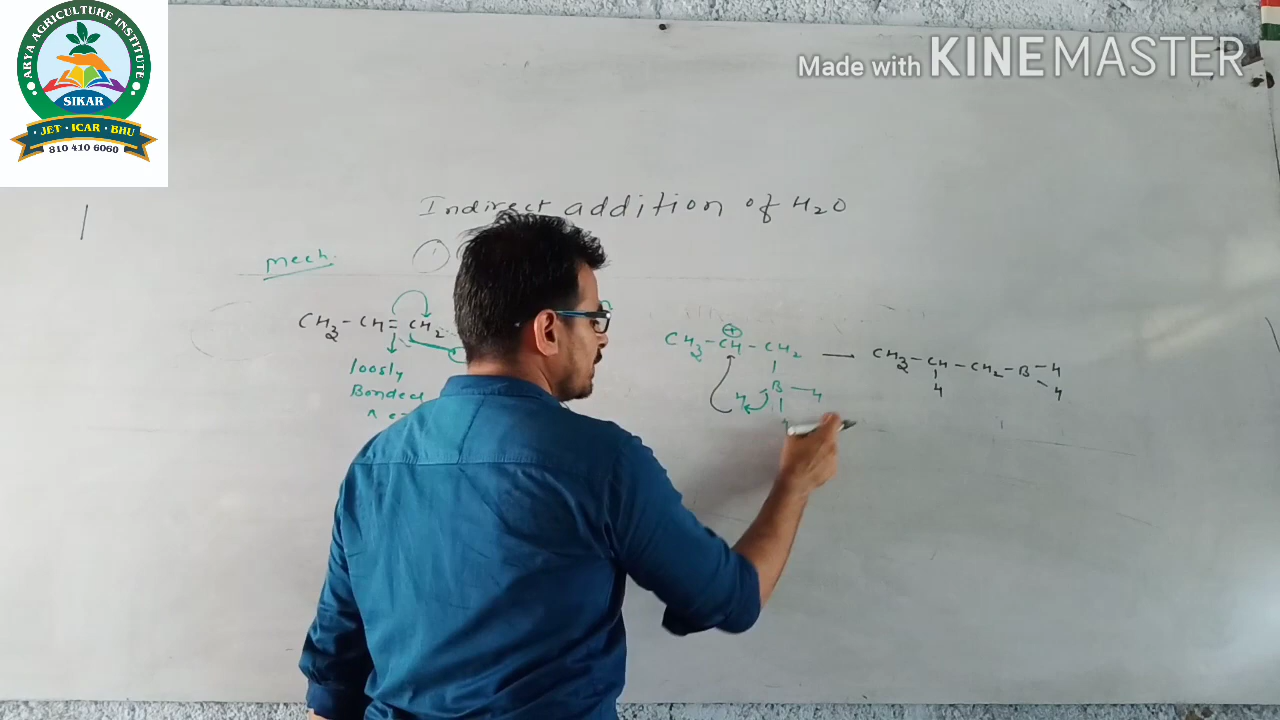 ARYA AGRICULTURE INSTITUTE
SIKAR
· JET · ICAR · BHU ·
810 410 6060
Made with KINEMASTER
Indirect addition of H2O
Mech.
1
CH3 - CH = CH2
loosly
Bonded
CH3 - CH - CH2
⊕
B - H
H
CH3 - CH - CH2 - B - H
H H